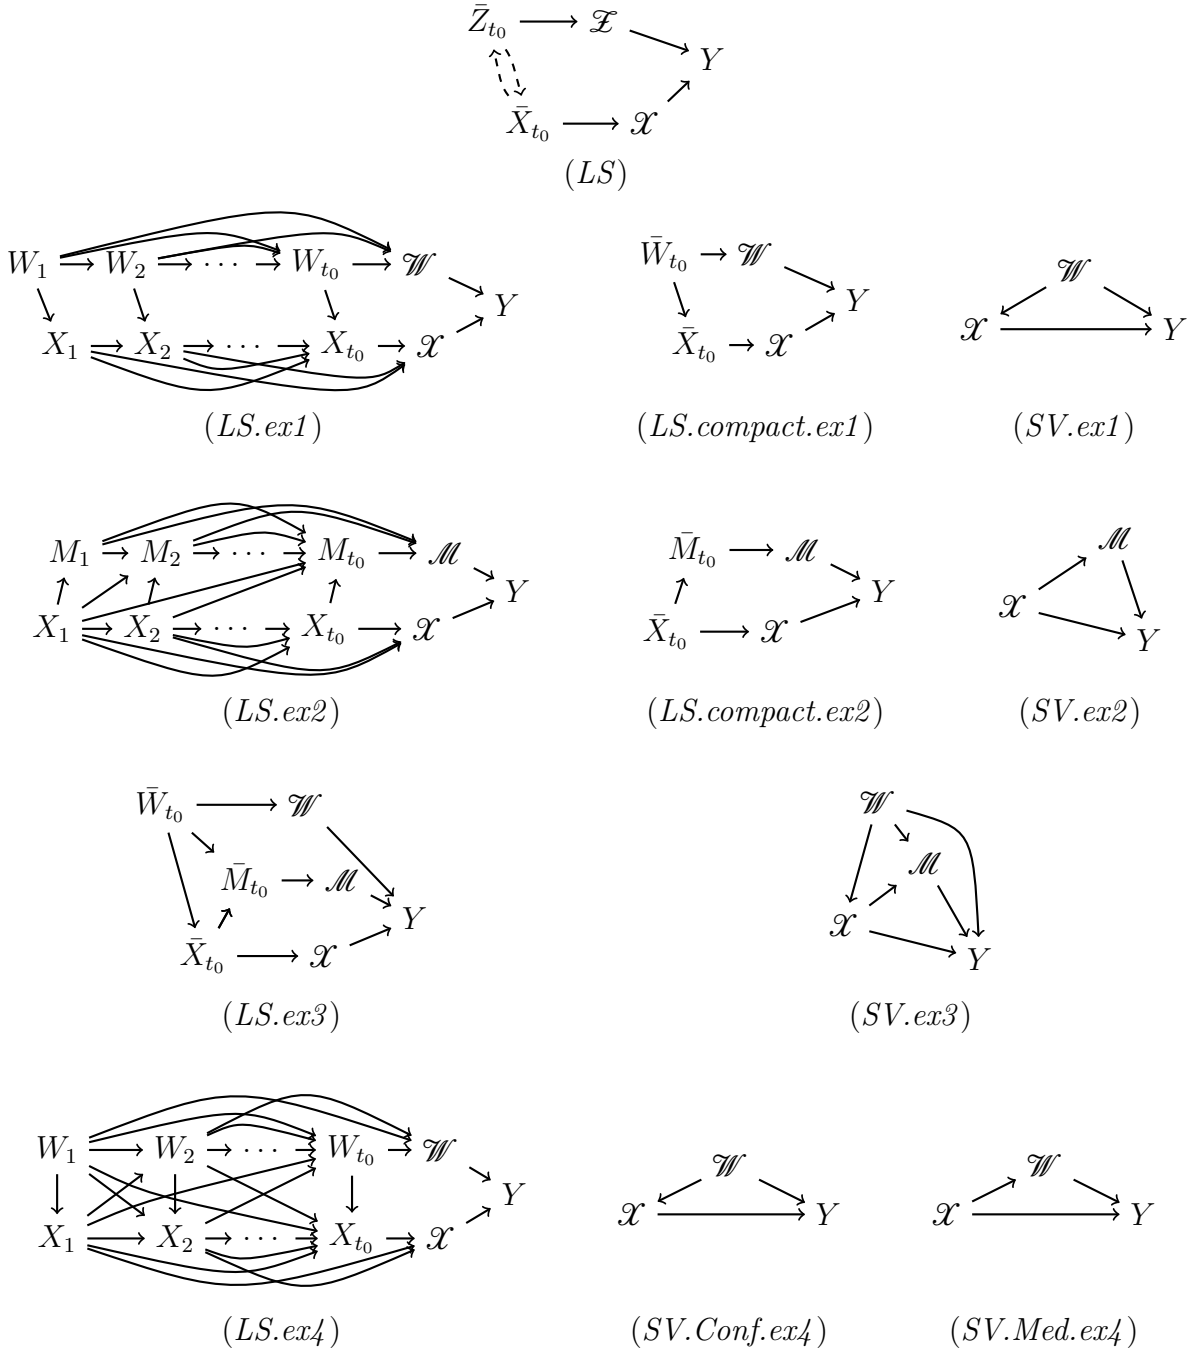 Z̄_{t_0} 𝒵 Y
X̄_{t_0} 𝒳
(LS)
W_1 W_2 ⋯ W_{t_0} 𝒲 Y
X_1 X_2 ⋯ X_{t_0} 𝒳
(LS.ex1)
W̄_{t_0} 𝒲 Y
X̄_{t_0} 𝒳
(LS.compact.ex1)
𝒲
𝒳 Y
(SV.ex1)
M_1 M_2 ⋯ M_{t_0} ℳ Y
X_1 X_2 ⋯ X_{t_0} 𝒳
(LS.ex2)
M̄_{t_0} ℳ Y
X̄_{t_0} 𝒳
(LS.compact.ex2)
ℳ
𝒳 Y
(SV.ex2)
W̄_{t_0} 𝒲
M̄_{t_0} ℳ Y
X̄_{t_0} 𝒳
(LS.ex3)
𝒲
ℳ
𝒳 Y
(SV.ex3)
W_1 W_2 ⋯ W_{t_0} 𝒲 Y
X_1 X_2 ⋯ X_{t_0} 𝒳
(LS.ex4)
𝒲
𝒳 Y
(SV.Conf.ex4)
𝒲
𝒳 Y
(SV.Med.ex4)